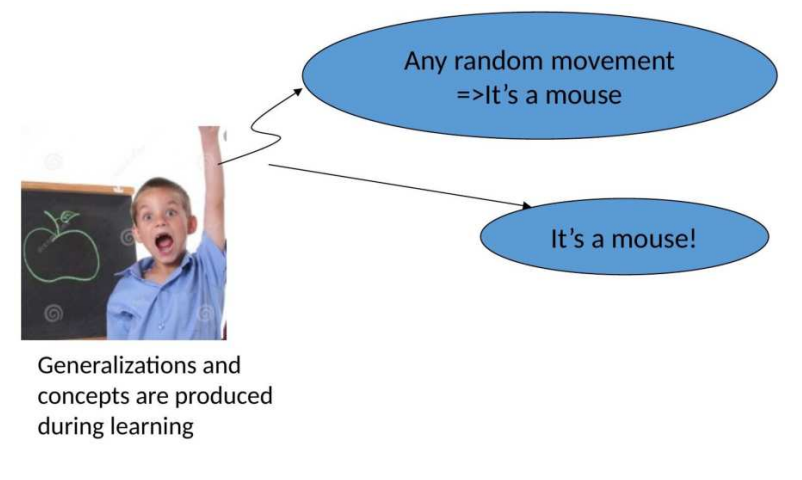 Any random movement
=>It’s a mouse
It’s a mouse!
Generalizations and
concepts are produced
during learning